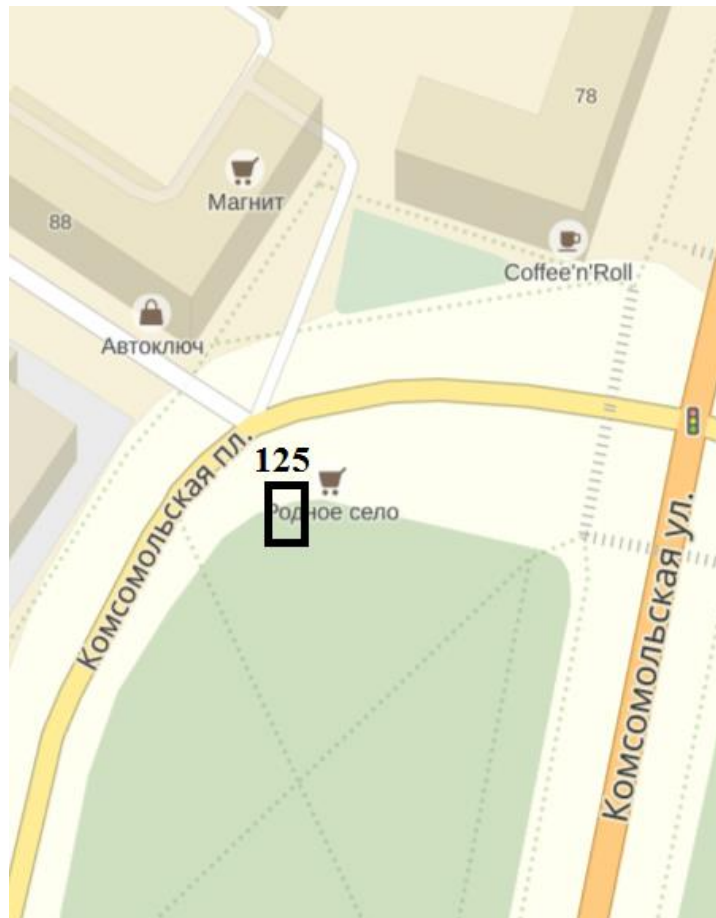 78
Магнит
88
Coffee'n'Roll
Автоключ
Комсомольская пл.
125
Родное село
Комсомольская ул.